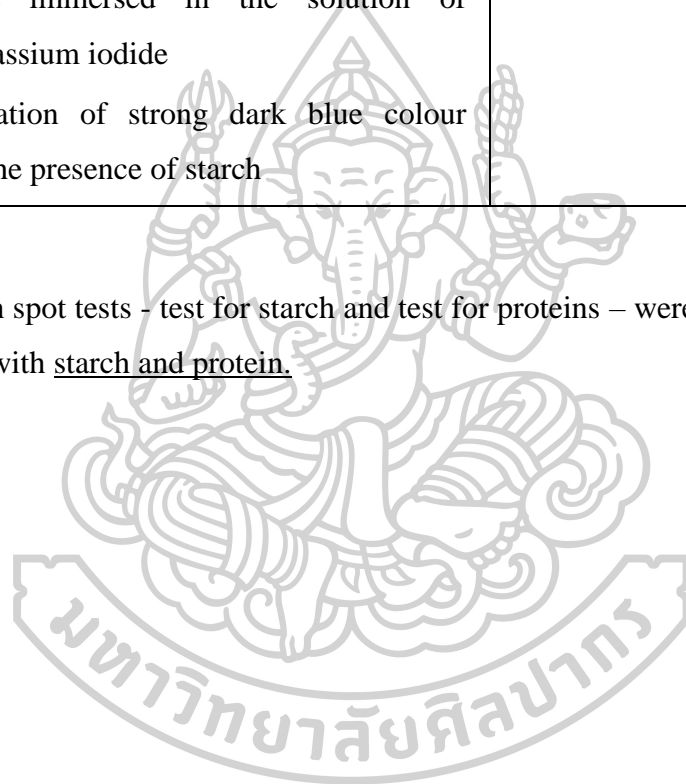 immersed in the solution of
assium iodide
ation of strong dark blue colour
he presence of starch
n spot tests - test for starch and test for proteins – were
with starch and protein.
มหาวิทยาลัยศิลปากร